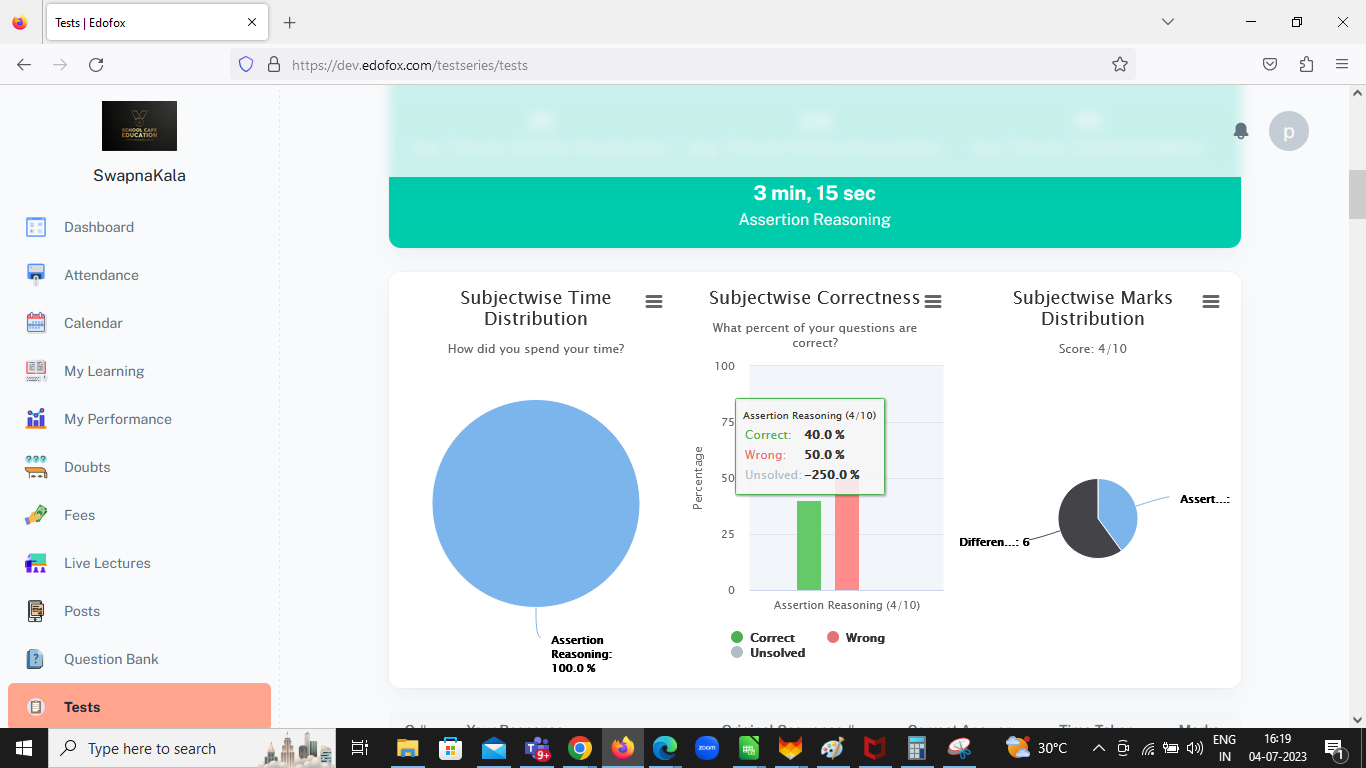 Tests | Edofox
https://dev.edofox.com/testseries/tests
SCHOOL CAFE
EDUCATION
SwapnaKala
Dashboard
Attendance
Calendar
My Learning
My Performance
Doubts
Fees
Live Lectures
Posts
Question Bank
Tests
p
3 min, 15 sec
Assertion Reasoning
Subjectwise Time
Distribution
How did you spend your time?
Assertion
Reasoning:
100.0 %
Subjectwise Correctness
What percent of your questions are
correct?
100
75
50
25
0
Percentage
Assertion Reasoning (4/10)
Correct: 40.0 %
Wrong: 50.0 %
Unsolved: -250.0 %
Assertion Reasoning (4/10)
Correct
Wrong
Unsolved
Subjectwise Marks
Distribution
Score: 4/10
Assert...:
Differen...: 6
Type here to search
9+
zoom
30°C
ENG
IN
16:19
04-07-2023
1